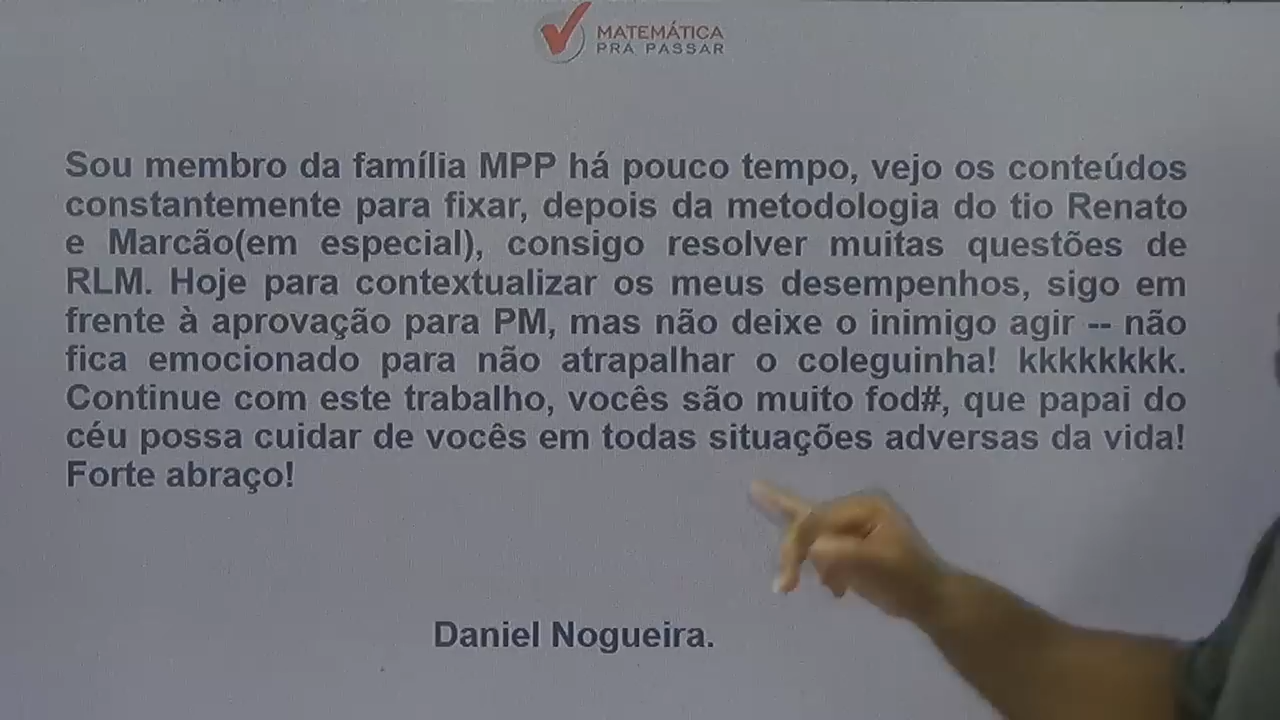 MATEMÁTICA
PRA PASSAR
Sou membro da família MPP há pouco tempo, vejo os conteúdos
constantemente para fixar, depois da metodologia do tio Renato
e Marcão(em especial), consigo resolver muitas questões de
RLM. Hoje para contextualizar os meus desempenhos, sigo em
frente à aprovação para PM, mas não deixe o inimigo agir -- não
fica emocionado para não atrapalhar o coleguinha! kkkkkkkk.
Continue com este trabalho, vocês são muito fod#, que papai do
céu possa cuidar de vocês em todas situações adversas da vida!
Forte abraço!
Daniel Nogueira.